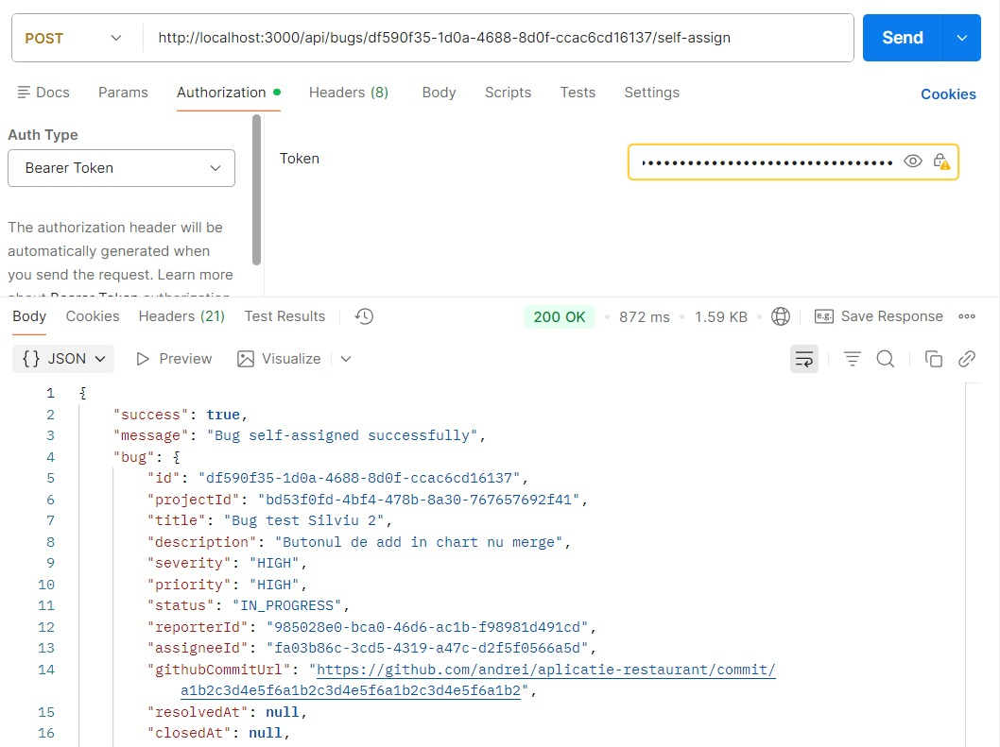 POST http://localhost:3000/api/bugs/df590f35-1d0a-4688-8d0f-ccac6cd16137/self-assign Send
Docs Params Authorization Headers (8) Body Scripts Tests Settings Cookies
Auth Type
Bearer Token
Token
The authorization header will be
automatically generated when
you send the request. Learn more
about Bearer Token authorization
Body Cookies Headers (21) Test Results 200 OK 872 ms 1.59 KB e.g. Save Response
{} JSON Preview Visualize
1 {
2 "success": true,
3 "message": "Bug self-assigned successfully",
4 "bug": {
5 "id": "df590f35-1d0a-4688-8d0f-ccac6cd16137",
6 "projectId": "bd53f0fd-4bf4-478b-8a30-767657692f41",
7 "title": "Bug test Silviu 2",
8 "description": "Butonul de add in chart nu merge",
9 "severity": "HIGH",
10 "priority": "HIGH",
11 "status": "IN_PROGRESS",
12 "reporterId": "985028e0-bca0-46d6-ac1b-f98981d491cd",
13 "assigneeId": "fa03b86c-3cd5-4319-a47c-d2f5f0566a5d",
14 "githubCommitUrl": "https://github.com/andrei/aplicatie-restaurant/commit/
a1b2c3d4e5f6a1b2c3d4e5f6a1b2c3d4e5f6a1b2",
15 "resolvedAt": null,
16 "closedAt": null,